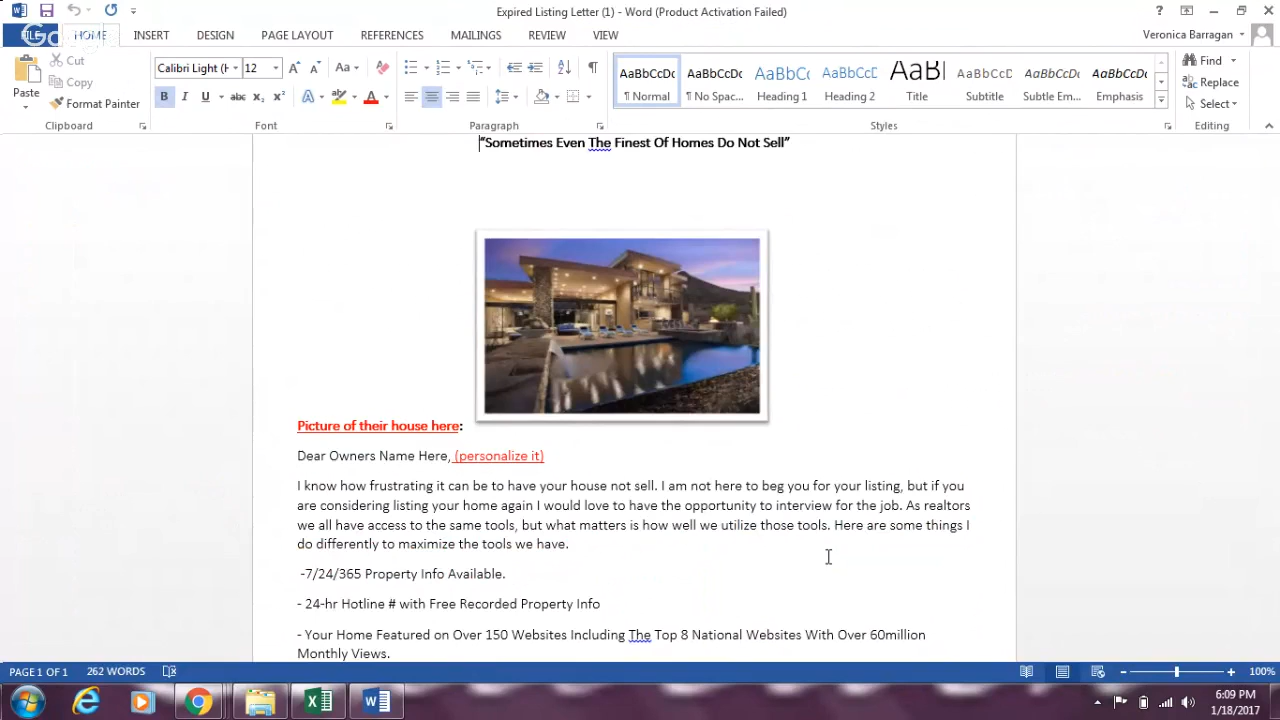 Expired Listing Letter (1) - Word (Product Activation Failed)
FILE HOME INSERT DESIGN PAGE LAYOUT REFERENCES MAILINGS REVIEW VIEW
Veronica Barragan
Cut
Copy
Format Painter
Paste
Clipboard
Calibri Light (H 12
Font
Paragraph
AaBbCcDc AaBbCcDc AaBbCc AaBbCcD AaBl AaBbCcD AaBbCcDc AaBbCcDc
¶ Normal ¶ No Spac... Heading 1 Heading 2 Title Subtitle Subtle Em... Emphasis
Styles
Find
Replace
Select
Editing
“Sometimes Even The Finest Of Homes Do Not Sell”
Picture of their house here:
Dear Owners Name Here, (personalize it)
I know how frustrating it can be to have your house not sell. I am not here to beg you for your listing, but if you
are considering listing your home again I would love to have the opportunity to interview for the job. As realtors
we all have access to the same tools, but what matters is how well we utilize those tools. Here are some things I
do differently to maximize the tools we have.
-7/24/365 Property Info Available.
- 24-hr Hotline # with Free Recorded Property Info
- Your Home Featured on Over 150 Websites Including The Top 8 National Websites With Over 60million
Monthly Views.
PAGE 1 OF 1 262 WORDS
100%
6:09 PM
1/18/2017